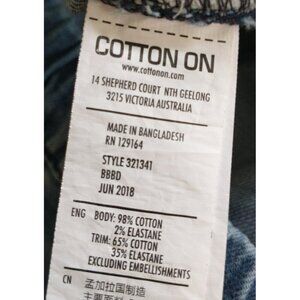 COTTON ON
www.cottonon.com
14 SHEPHERD COURT NTH GEELONG
3215 VICTORIA AUSTRALIA
MADE IN BANGLADESH
RN 129164
STYLE 321341
BBBD
JUN 2018
ENG BODY: 98% COTTON
2% ELASTANE
TRIM: 65% COTTON
35% ELASTANE
EXCLUDING EMBELLISHMENTS
CN 孟加拉国制造